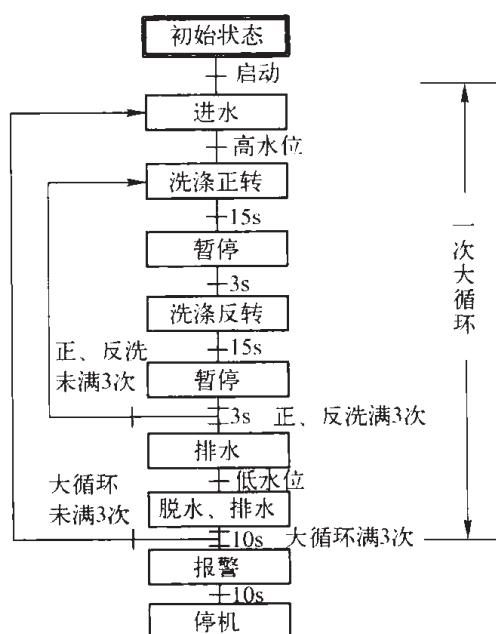 初始状态
启动
进水
高水位
洗涤正转
15s
暂停
3s
洗涤反转
15s
正、反洗
未满3次
暂停
3s 正、反洗满3次
排水
低水位
大循环
未满3次
脱水、排水
10s 大循环满3次
报警
10s
停机
一次大循环